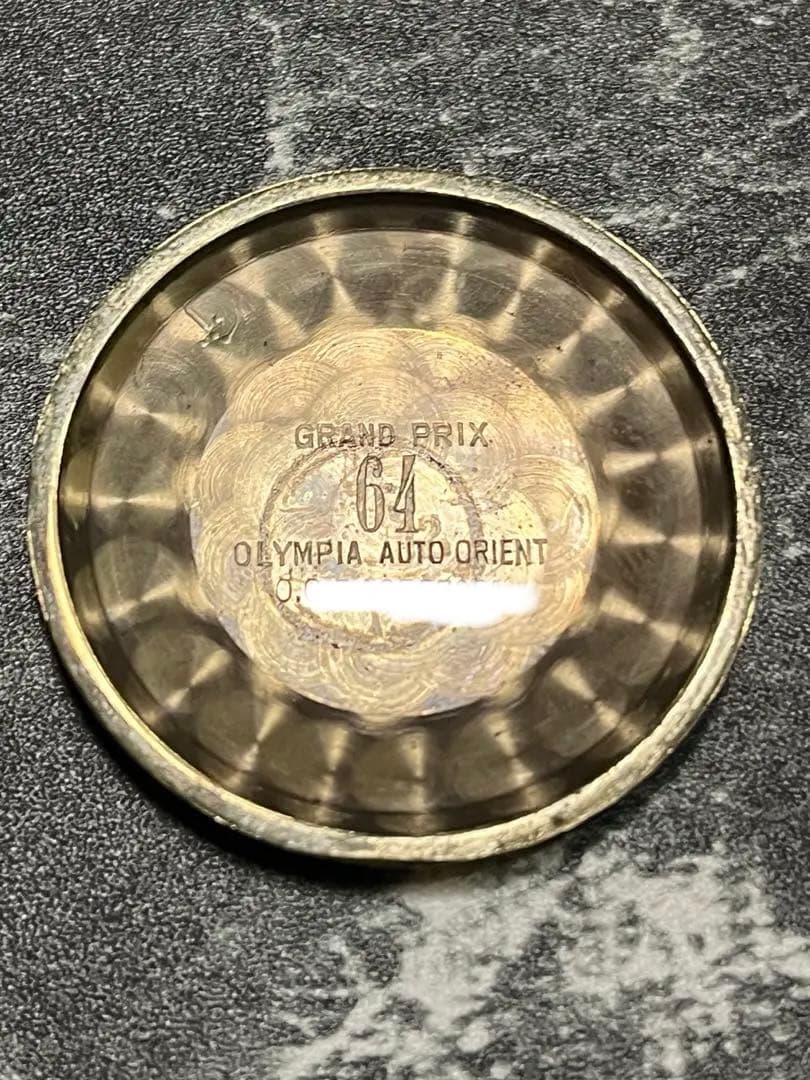 GRAND PRIX
64
OLYMPIA AUTO ORIENT